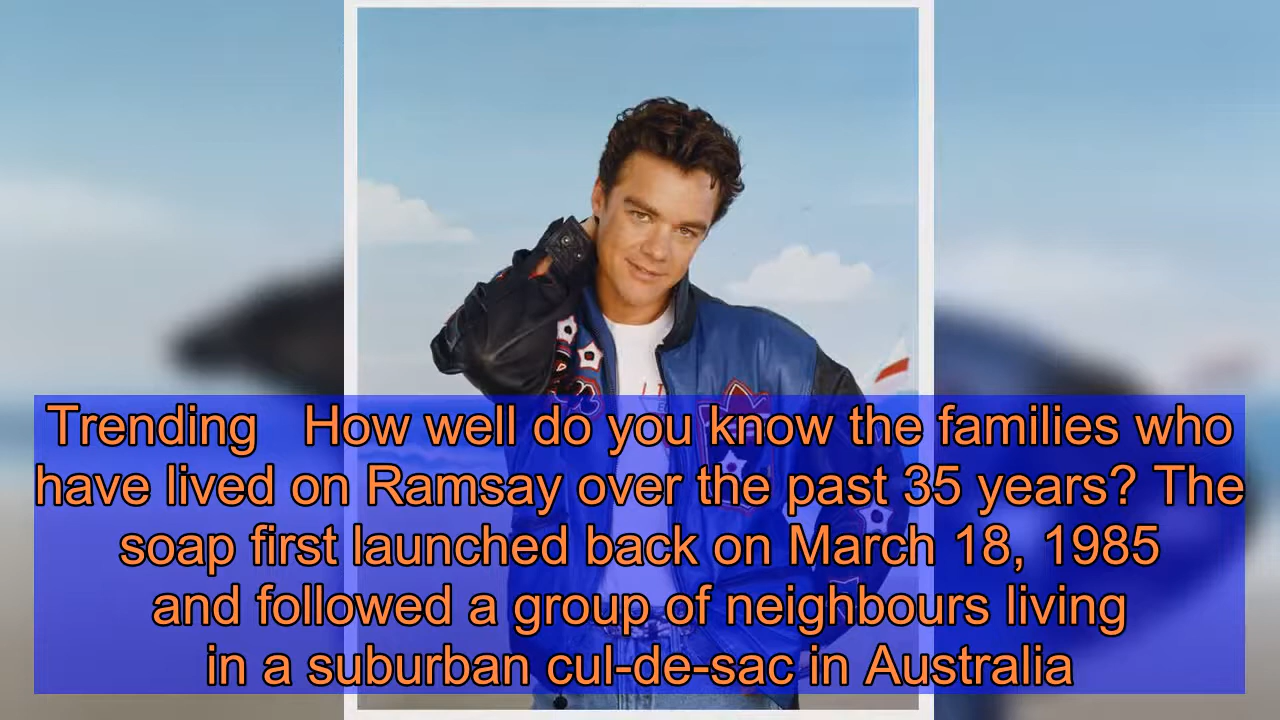 Trending How well do you know the families who
have lived on Ramsay over the past 35 years? The
soap first launched back on March 18, 1985
and followed a group of neighbours living
in a suburban cul-de-sac in Australia